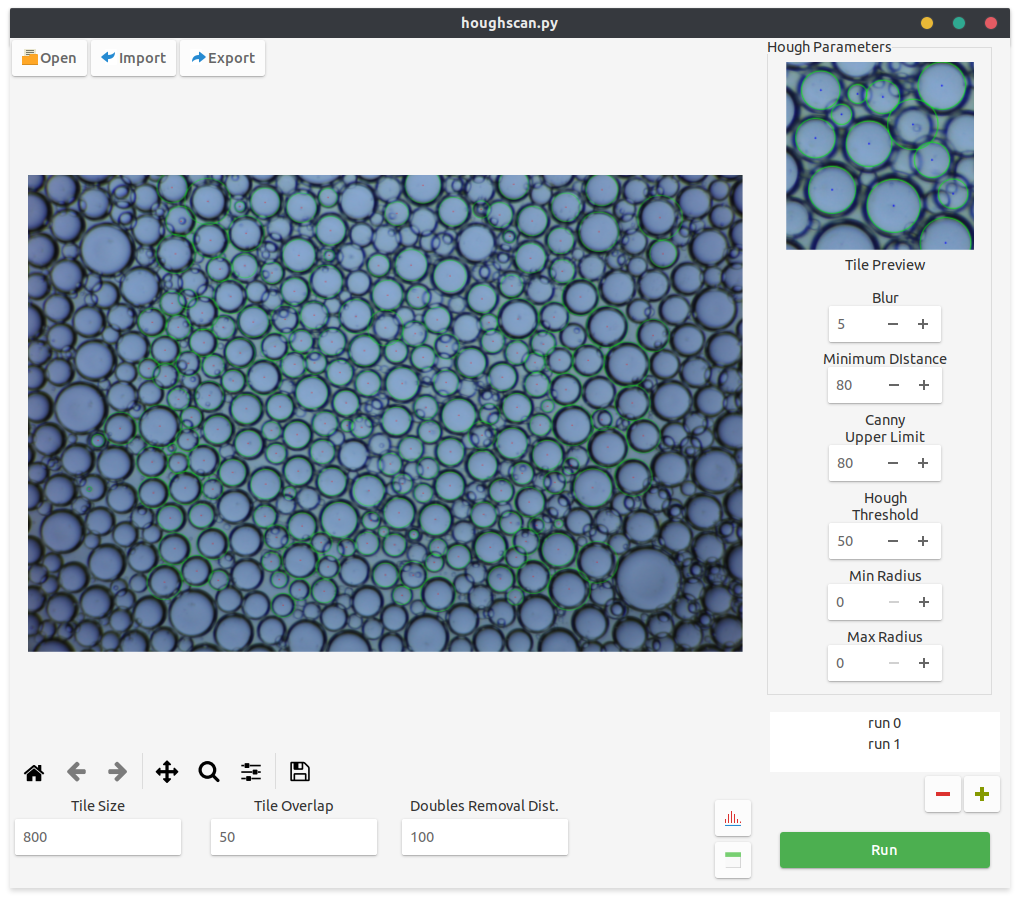 houghscan.py
Open
Import
Export
Hough Parameters
Tile Preview
Blur
5
Minimum DIstance
80
Canny
Upper Limit
80
Hough
Threshold
50
Min Radius
0
Max Radius
0
run 0
run 1
Tile Size
Tile Overlap
Doubles Removal Dist.
800
50
100
Run